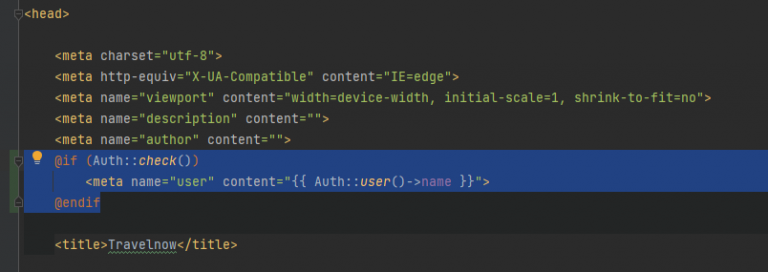 <head>
<meta charset="utf-8">
<meta http-equiv="X-UA-Compatible" content="IE=edge">
<meta name="viewport" content="width=device-width, initial-scale=1, shrink-to-fit=no">
<meta name="description" content="">
<meta name="author" content="">
@if (Auth::check())
<meta name="user" content="{{ Auth::user()->name }}">
@endif
<title>Travelnow</title>